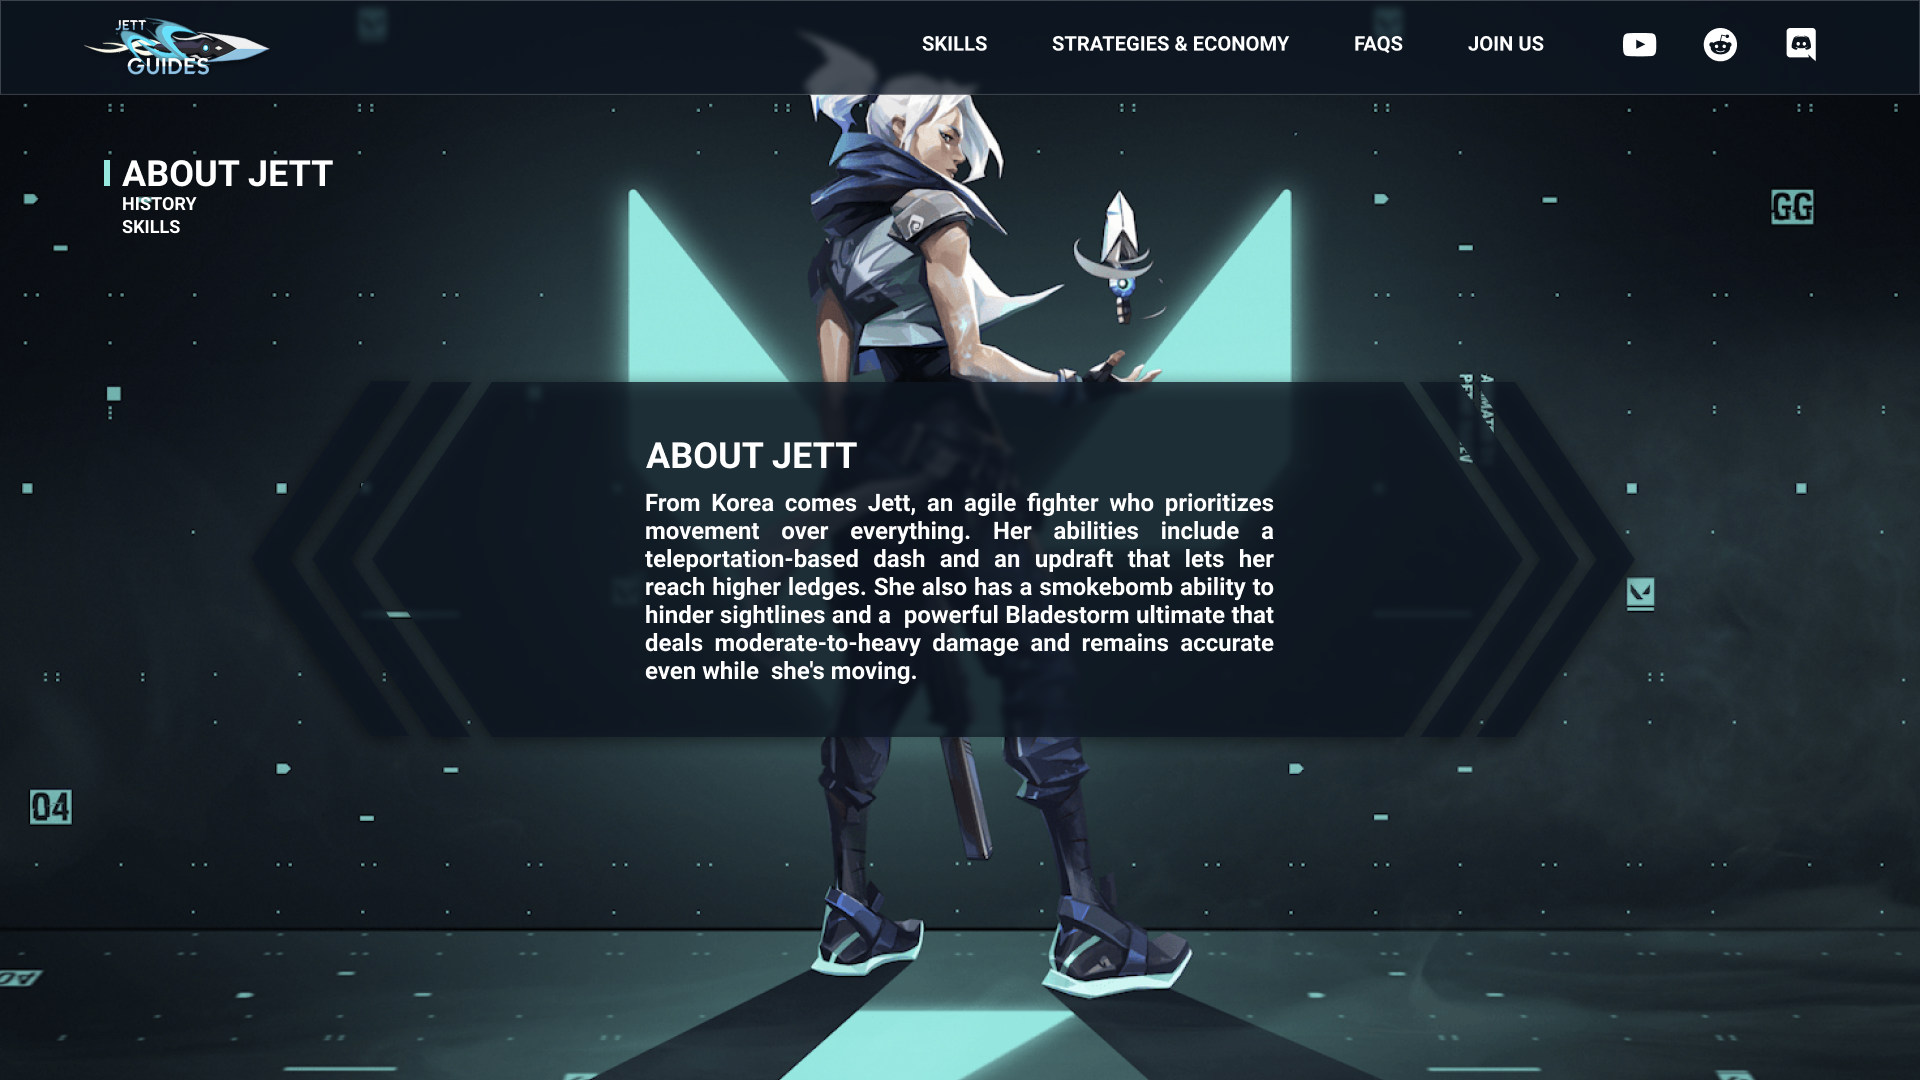 JETT
GUIDES
SKILLS
STRATEGIES & ECONOMY
FAQS
JOIN US
ABOUT JETT
HISTORY
SKILLS
GG
ABOUT JETT
From Korea comes Jett, an agile fighter who prioritizes
movement over everything. Her abilities include a
teleportation-based dash and an updraft that lets her
reach higher ledges. She also has a smokebomb ability to
hinder sightlines and a  powerful Bladestorm ultimate that
deals moderate-to-heavy damage and remains accurate
even while  she's moving.
04